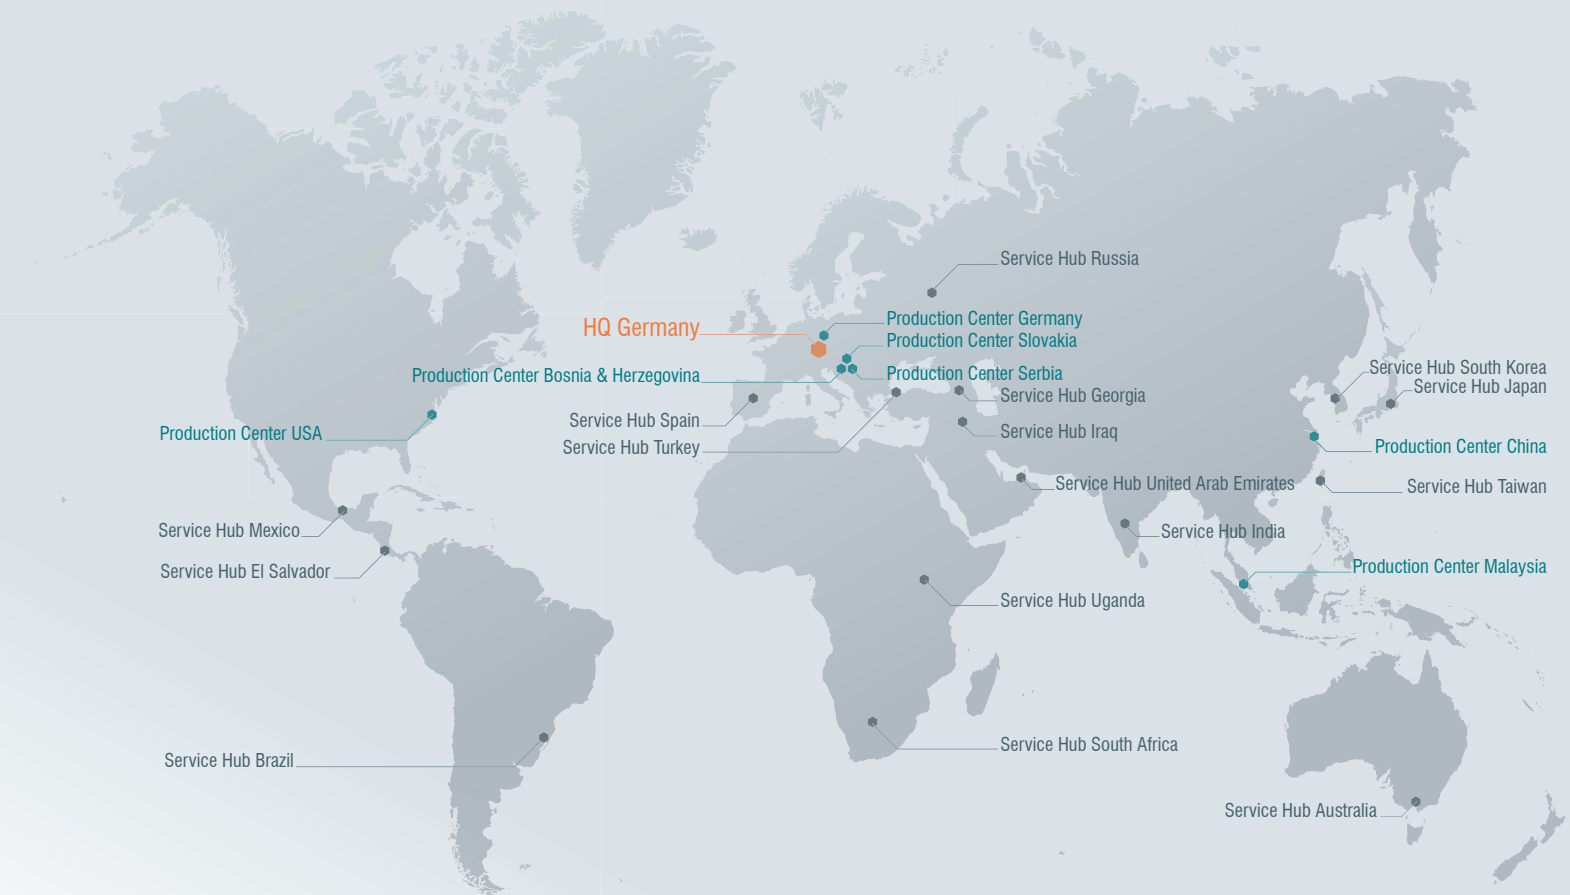 Service Hub Russia
Production Center Germany
HQ Germany
Production Center Slovakia
Service Hub South Korea
Production Center Serbia
Production Center Bosnia & Herzegovina
Service Hub Japan
Service Hub Georgia
Service Hub Spain
Production Center USA
Service Hub Iraq
Service Hub Turkey
Production Center China
Service Hub United Arab Emirates
Service Hub Taiwan
Service Hub Mexico
Service Hub India
Production Center Malaysia
Service Hub El Salvador
Service Hub Uganda
Service Hub South Africa
Service Hub Brazil
Service Hub Australia